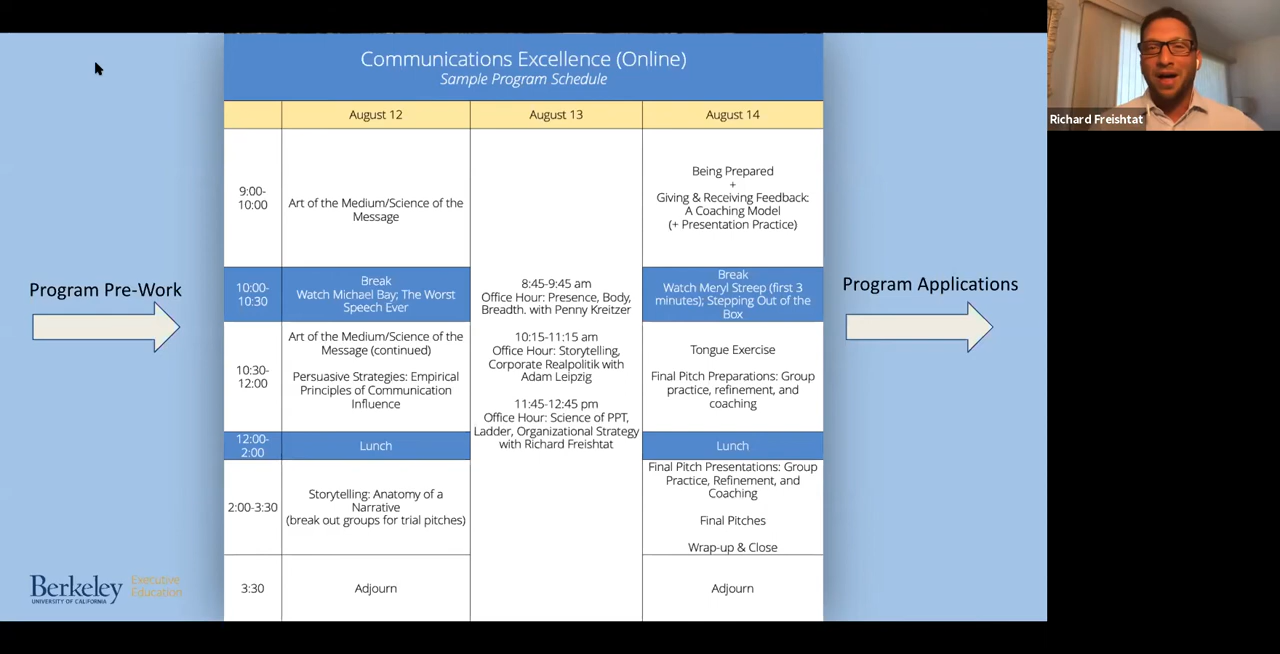 Communications Excellence (Online)
Sample Program Schedule
August 12
August 13
August 14
9:00-
10:00
Art of the Medium/Science of the
Message
Being Prepared
+
Giving & Receiving Feedback:
A Coaching Model
(+ Presentation Practice)
10:00-
10:30
Break
Watch Michael Bay; The Worst
Speech Ever
8:45-9:45 am
Office Hour: Presence, Body,
Breadth. with Penny Kreitzer
10:15-11:15 am
Office Hour: Storytelling,
Corporate Realpolitik with
Adam Leipzig
11:45-12:45 pm
Office Hour: Science of PPT,
Ladder, Organizational Strategy
with Richard Freishtat
Break
Watch Meryl Streep (first 3
minutes); Stepping Out of the
Box
10:30-
12:00
Art of the Medium/Science of the
Message (continued)
Persuasive Strategies: Empirical
Principles of Communication
Influence
Tongue Exercise
Final Pitch Preparations: Group
practice, refinement, and
coaching
12:00-
2:00
Lunch
Lunch
2:00-3:30
Storytelling: Anatomy of a
Narrative
(break out groups for trial pitches)
Final Pitch Presentations: Group
Practice, Refinement, and
Coaching
Final Pitches
Wrap-up & Close
3:30
Adjourn
Adjourn
Program Pre-Work
Program Applications
Berkeley
UNIVERSITY OF CALIFORNIA
Executive
Education
Richard Freishtat